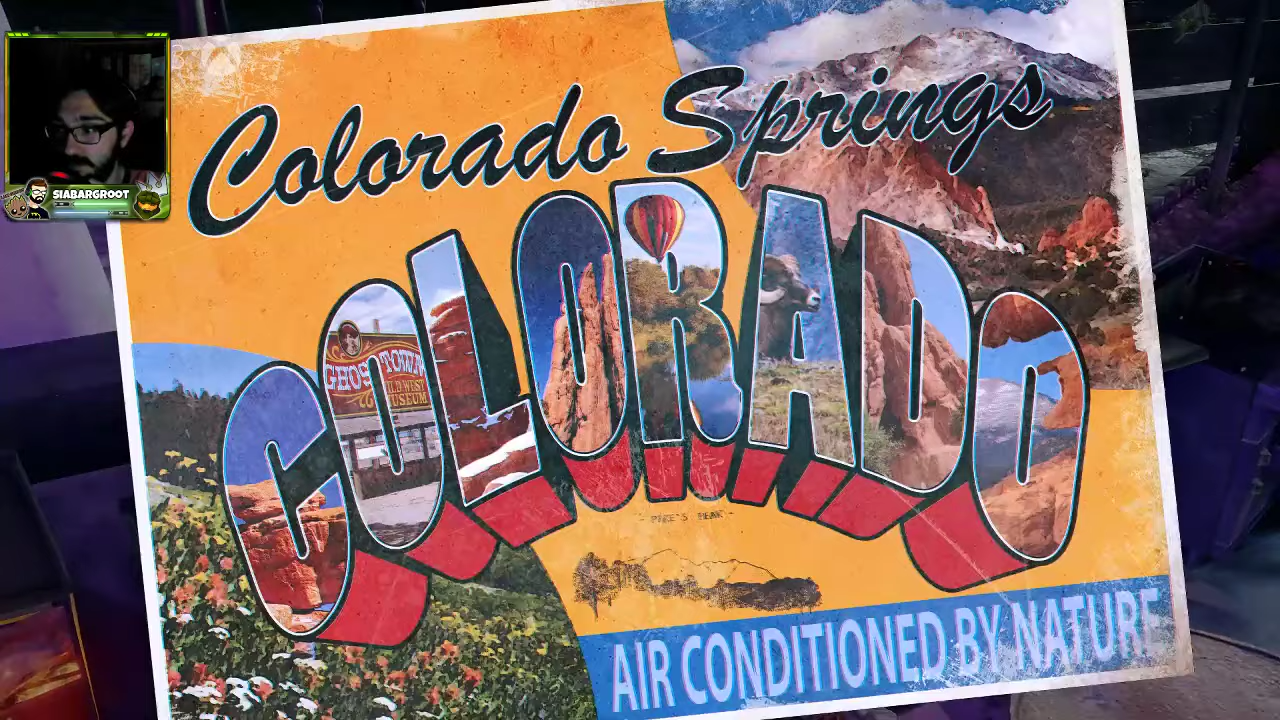 SIABARGROOT
Colorado Springs
COLORADO
GHOST TOWN
WILD WEST
MUSEUM
- PIKE'S PEAK -
AIR CONDITIONED BY NATURE